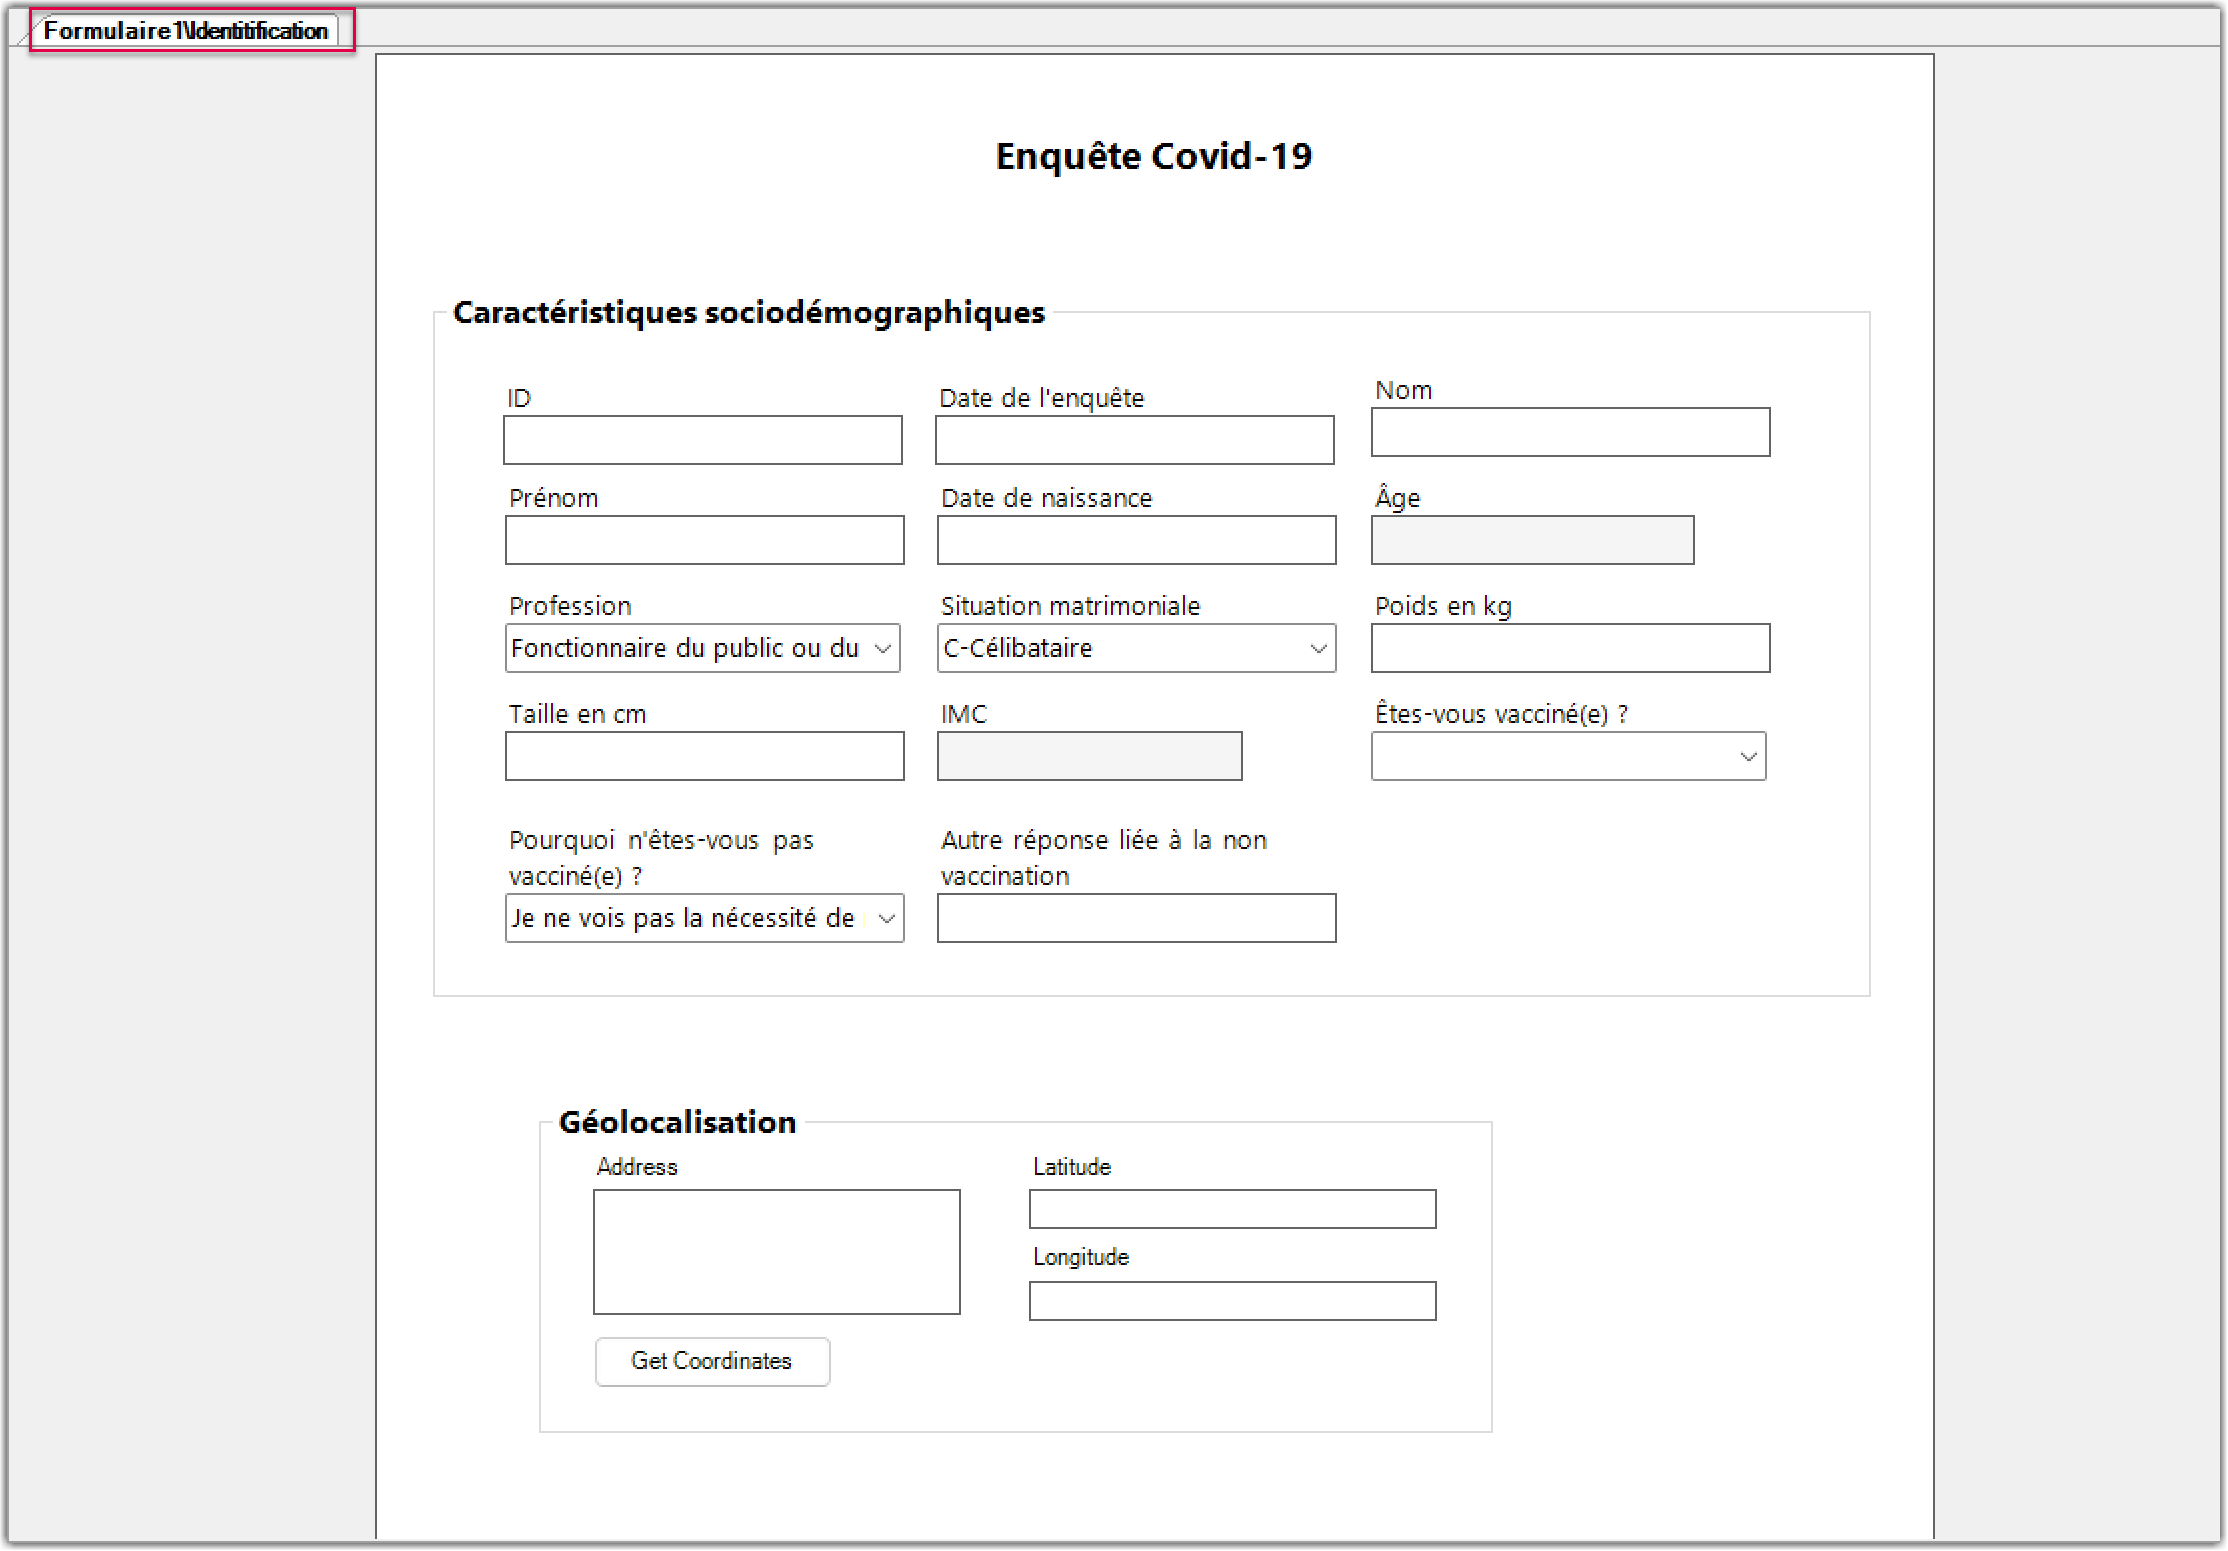 Formulaire1\Identitification
Enquête Covid-19
Caractéristiques sociodémographiques
ID
Date de l'enquête
Nom
Prénom
Date de naissance
Âge
Profession
Situation matrimoniale
Poids en kg
Fonctionnaire du public ou du
C-Célibataire
Taille en cm
IMC
Êtes-vous vacciné(e) ?
Pourquoi n'êtes-vous pas
vacciné(e) ?
Autre réponse liée à la non
vaccination
Je ne vois pas la nécessité de
Géolocalisation
Address
Latitude
Longitude
Get Coordinates